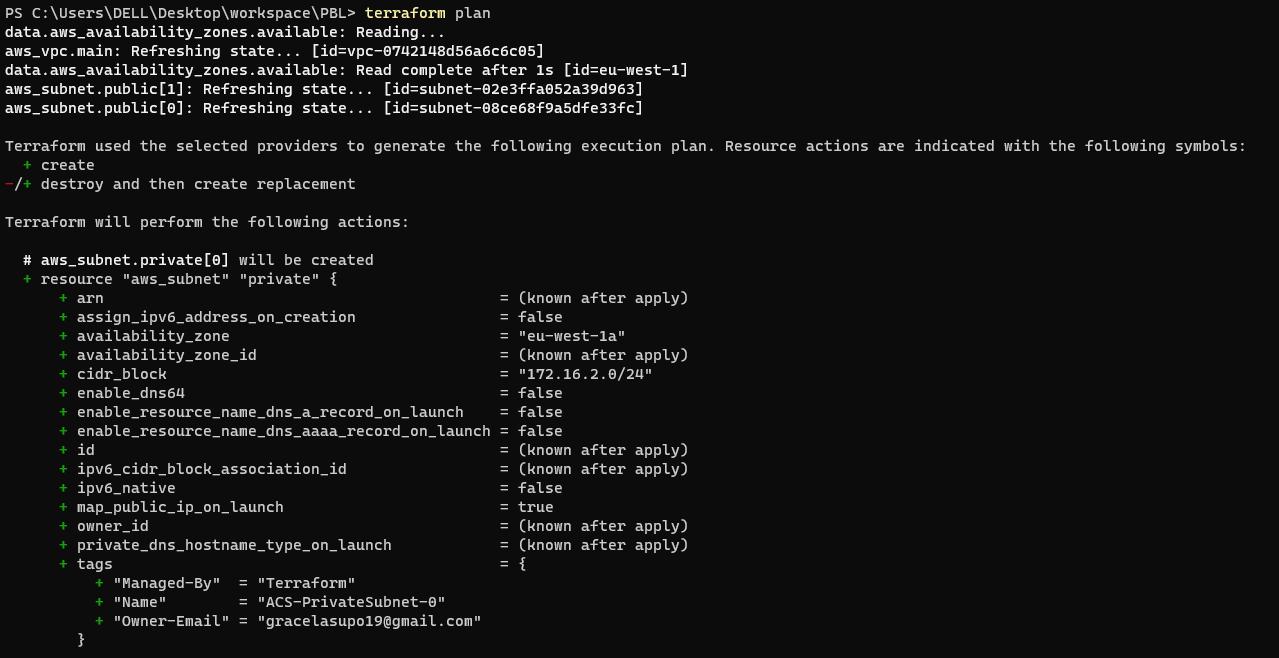 PS C:\Users\DELL\Desktop\workspace\PBL> terraform plan
data.aws_availability_zones.available: Reading...
aws_vpc.main: Refreshing state... [id=vpc-0742148d56a6c6c05]
data.aws_availability_zones.available: Read complete after 1s [id=eu-west-1]
aws_subnet.public[1]: Refreshing state... [id=subnet-02e3ffa052a39d963]
aws_subnet.public[0]: Refreshing state... [id=subnet-08ce68f9a5dfe33fc]
Terraform used the selected providers to generate the following execution plan. Resource actions are indicated with the following symbols:
  + create
-/+ destroy and then create replacement
Terraform will perform the following actions:
  # aws_subnet.private[0] will be created
  + resource "aws_subnet" "private" {
      + arn                                            = (known after apply)
      + assign_ipv6_address_on_creation                = false
      + availability_zone                              = "eu-west-1a"
      + availability_zone_id                           = (known after apply)
      + cidr_block                                     = "172.16.2.0/24"
      + enable_dns64                                   = false
      + enable_resource_name_dns_a_record_on_launch    = false
      + enable_resource_name_dns_aaaa_record_on_launch = false
      + id                                             = (known after apply)
      + ipv6_cidr_block_association_id                 = (known after apply)
      + ipv6_native                                    = false
      + map_public_ip_on_launch                        = true
      + owner_id                                       = (known after apply)
      + private_dns_hostname_type_on_launch            = (known after apply)
      + tags                                           = {
          + "Managed-By"  = "Terraform"
          + "Name"        = "ACS-PrivateSubnet-0"
          + "Owner-Email" = "gracelasupo19@gmail.com"
        }